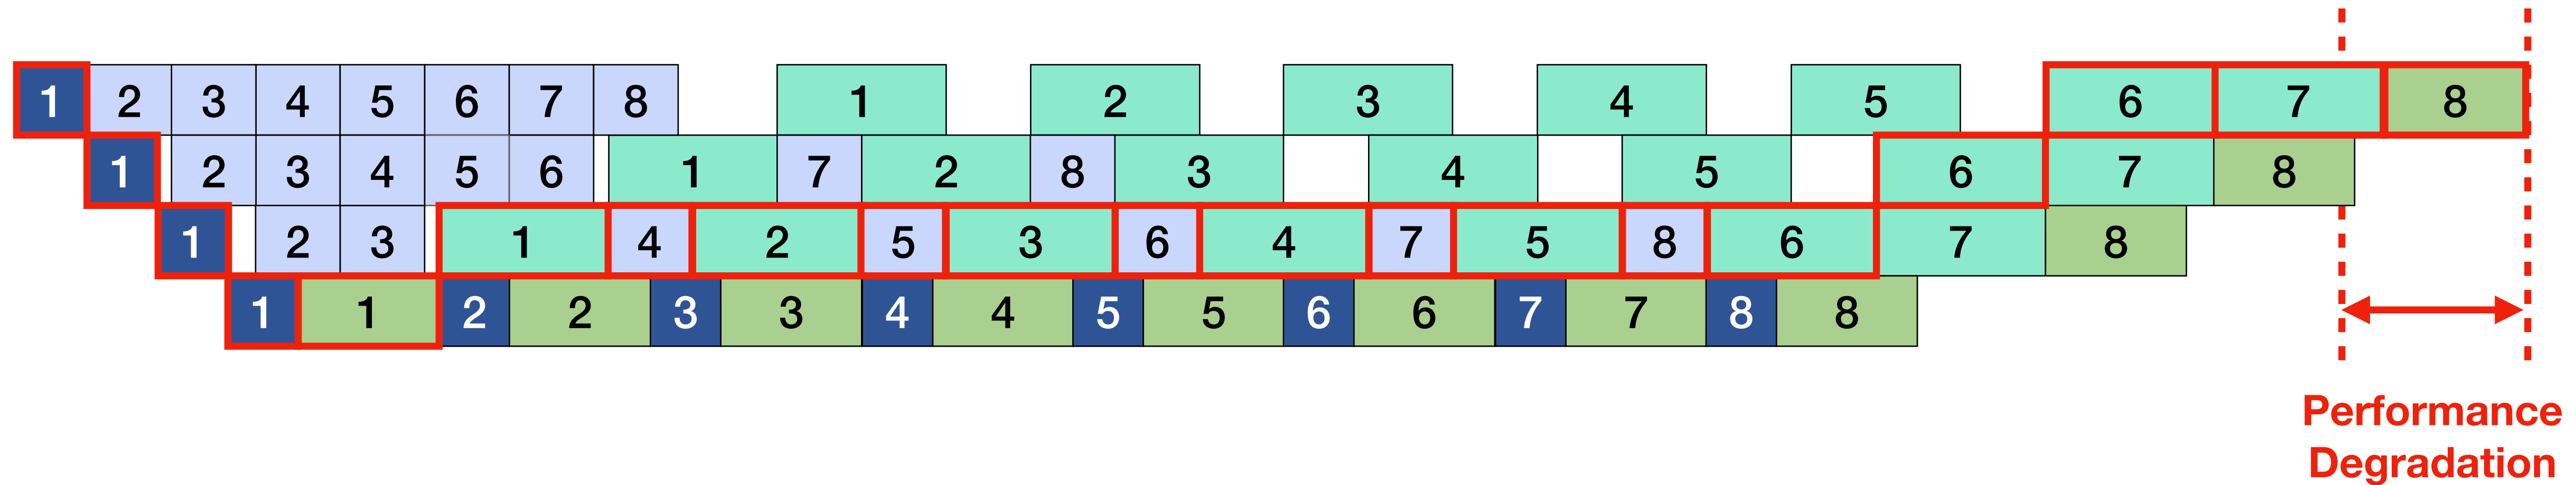 1 2 3 4 5 6 7 8 1 2 3 4 5 6 7 8
1 2 3 4 5 6 1 7 2 8 3 4 5 6 7 8
1 2 3 1 4 2 5 3 6 4 7 5 8 6 7 8
1 1 2 2 3 3 4 4 5 5 6 6 7 7 8 8
Performance
Degradation